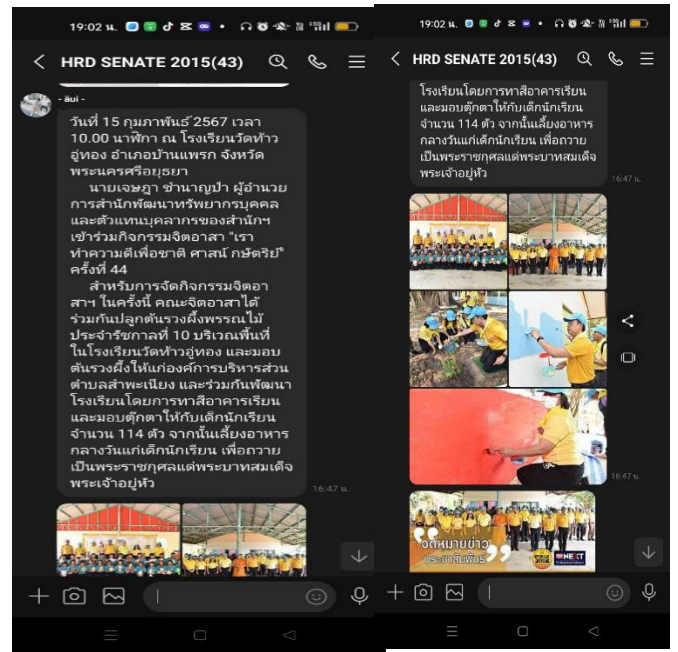 19:02 น.
HRD SENATE 2015(43)
วันที่ 15 กุมภาพันธ์ 2567 เวลา
10.00 นาฬิกา ณ โรงเรียนวัดท้าว
อู่ทอง อำเภอบ้านแพรก จังหวัด
พระนครศรีอยุธยา
นายเจษฎา ชำนาญป่า ผู้อำนวย
การสำนักพัฒนาทรัพยากรบุคคล
และตัวแทนบุคลากรของสำนักฯ
เข้าร่วมกิจกรรมจิตอาสา "เรา
ทำความดีเพื่อชาติ ศาสน์ กษัตริย์"
ครั้งที่ 44
สำหรับการจัดกิจกรรมจิตอา
สาฯ ในครั้งนี้ คณะจิตอาสาได้
ร่วมกันปลูกต้นรวงผึ้งพรรณไม้
ประจำรัชกาลที่ 10 บริเวณพื้นที่
ในโรงเรียนวัดท้าวอู่ทอง และมอบ
ต้นรวงผึ้งให้แก่องค์การบริหารส่วน
ตำบลสำพะเนียง และร่วมกันพัฒนา
โรงเรียนโดยการทาสีอาคารเรียน
และมอบตุ๊กตาให้กับเด็กนักเรียน
จำนวน 114 ตัว จากนั้นเลี้ยงอาหาร
กลางวันแก่เด็กนักเรียน เพื่อถวาย
เป็นพระราชกุศลแด่พระบาทสมเด็จ
พระเจ้าอยู่หัว
16:47 น.
19:02 น.
HRD SENATE 2015(43)
โรงเรียนโดยการทาสีอาคารเรียน
และมอบตุ๊กตาให้กับเด็กนักเรียน
จำนวน 114 ตัว จากนั้นเลี้ยงอาหาร
กลางวันแก่เด็กนักเรียน เพื่อถวาย
เป็นพระราชกุศลแด่พระบาทสมเด็จ
พระเจ้าอยู่หัว
16:47 น.
16:47 น.
จดหมายข่าว
ประชาสัมพันธ์